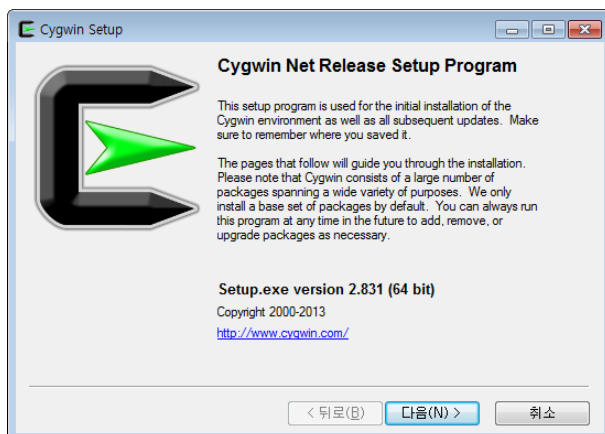 Cygwin Setup
Cygwin Net Release Setup Program
This setup program is used for the initial installation of the
Cygwin environment as well as all subsequent updates. Make
sure to remember where you saved it.
The pages that follow will guide you through the installation.
Please note that Cygwin consists of a large number of
packages spanning a wide variety of purposes. We only
install a base set of packages by default. You can always run
this program at any time in the future to add, remove, or
upgrade packages as necessary.
Setup.exe version 2.831 (64 bit)
Copyright 2000-2013
http://www.cygwin.com/
< 뒤로(B) 다음(N) > 취소